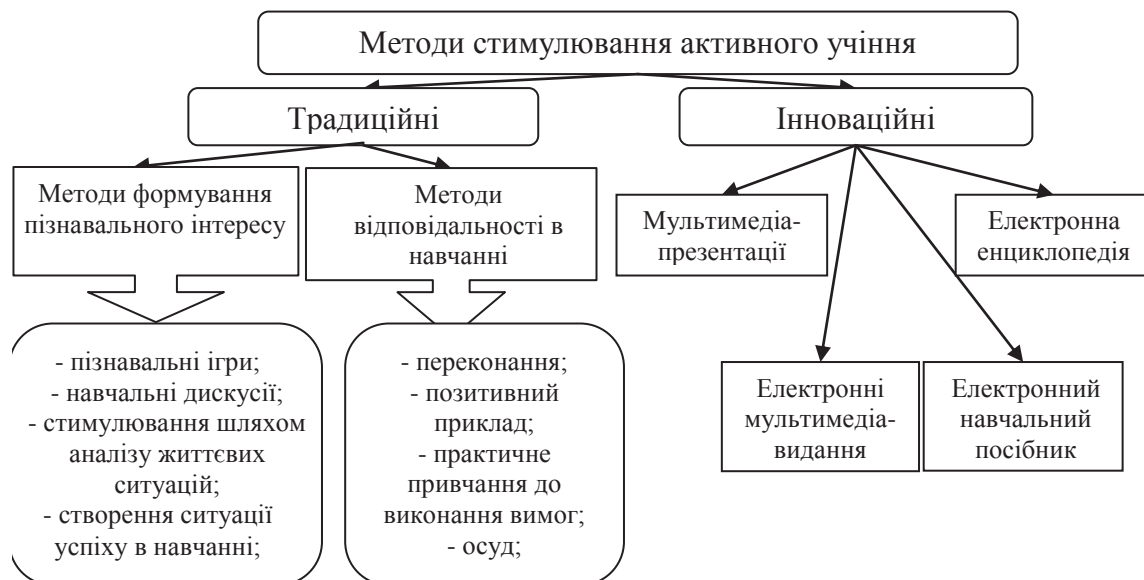 Методи стимулювання активного учіння
Традиційні
Інноваційні
Методи формування
пізнавального інтересу
Методи
відповідальності в
навчанні
Мультимедіа-
презентації
Електронна
енциклопедія
- пізнавальні ігри;
- навчальні дискусії;
- стимулювання шляхом
аналізу життєвих
ситуацій;
- створення ситуації
успіху в навчанні;
- переконання;
- позитивний
приклад;
- практичне
привчання до
виконання вимог;
- осуд;
Електронні
мультимедіа-
видання
Електронний
навчальний
посібник